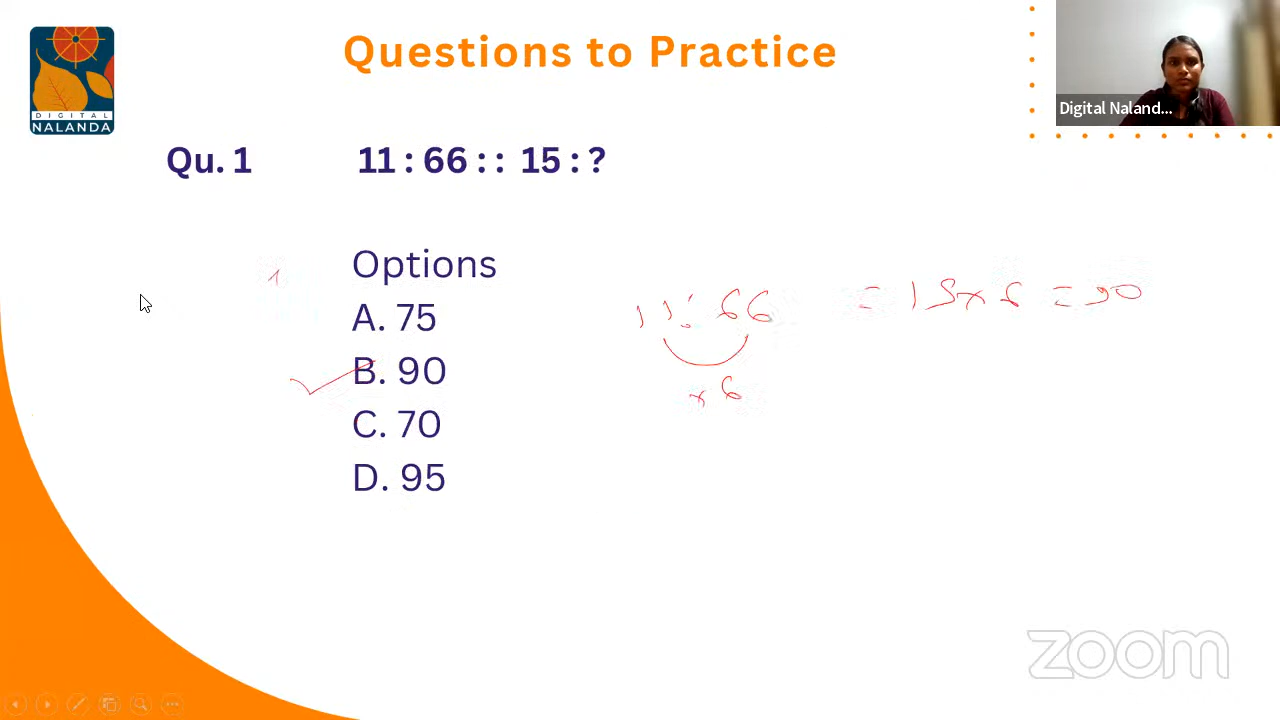 Questions to Practice
DIGITAL
NALANDA
Digital Naland...
Qu. 1 11 : 66 : : 15 : ?
Options
A. 75
B. 90
C. 70
D. 95
11 : 66 = 15 x 6 = 90
x 6
zoom